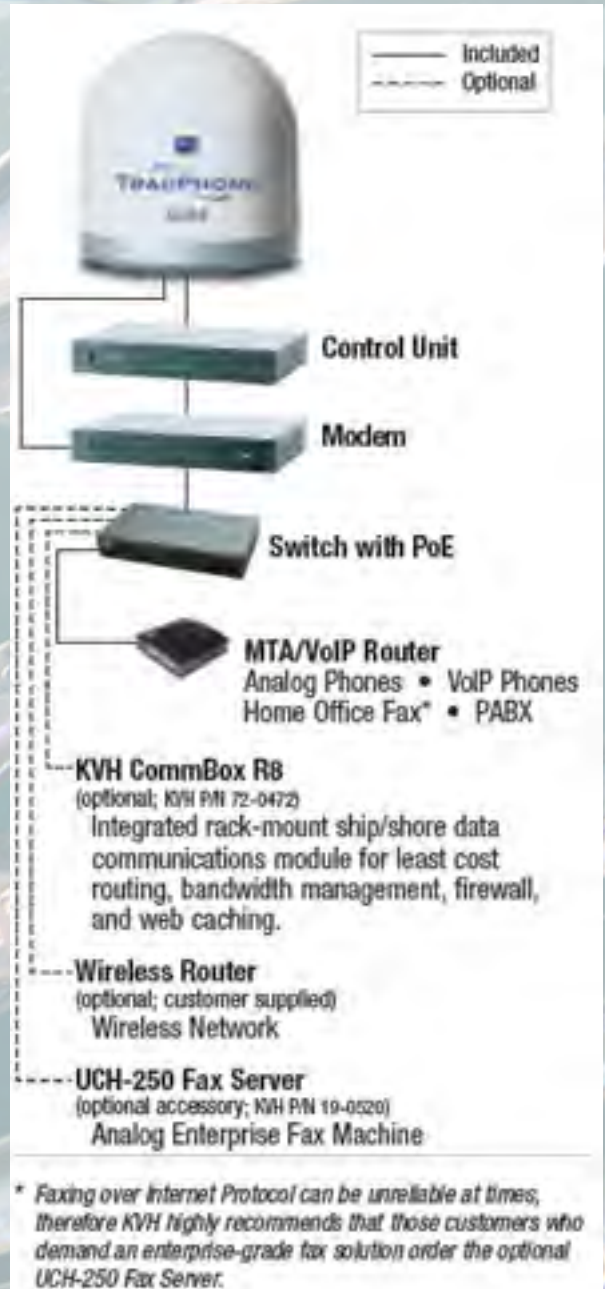 Included
Optional
TRACPHONE
Control Unit
Modem
Switch with PoE
MTA/VoIP Router
Analog Phones • VoIP Phones
Home Office Fax* • PABX
KVH CommBox R8
(optional; KVH P/N 72-0472)
Integrated rack-mount ship/shore data
communications module for least cost
routing, bandwidth management, firewall,
and web caching.
Wireless Router
(optional; customer supplied)
Wireless Network
UCH-250 Fax Server
(optional accessory; KVH P/N 19-0520)
Analog Enterprise Fax Machine
* Faxing over Internet Protocol can be unreliable at times,
therefore KVH highly recommends that those customers who
demand an enterprise-grade fax solution order the optional
UCH-250 Fax Server.